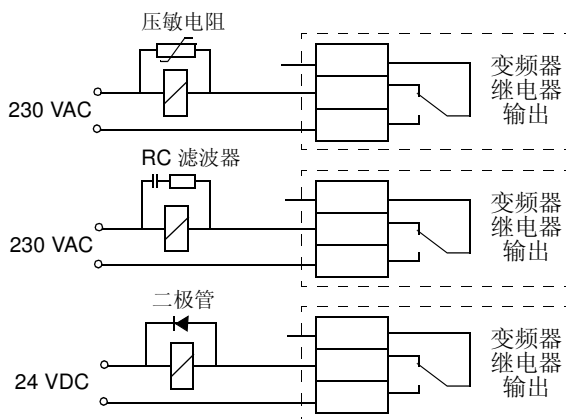 压敏电阻
230 VAC
变频器
继电器
输出
RC 滤波器
230 VAC
变频器
继电器
输出
二极管
24 VDC
变频器
继电器
输出